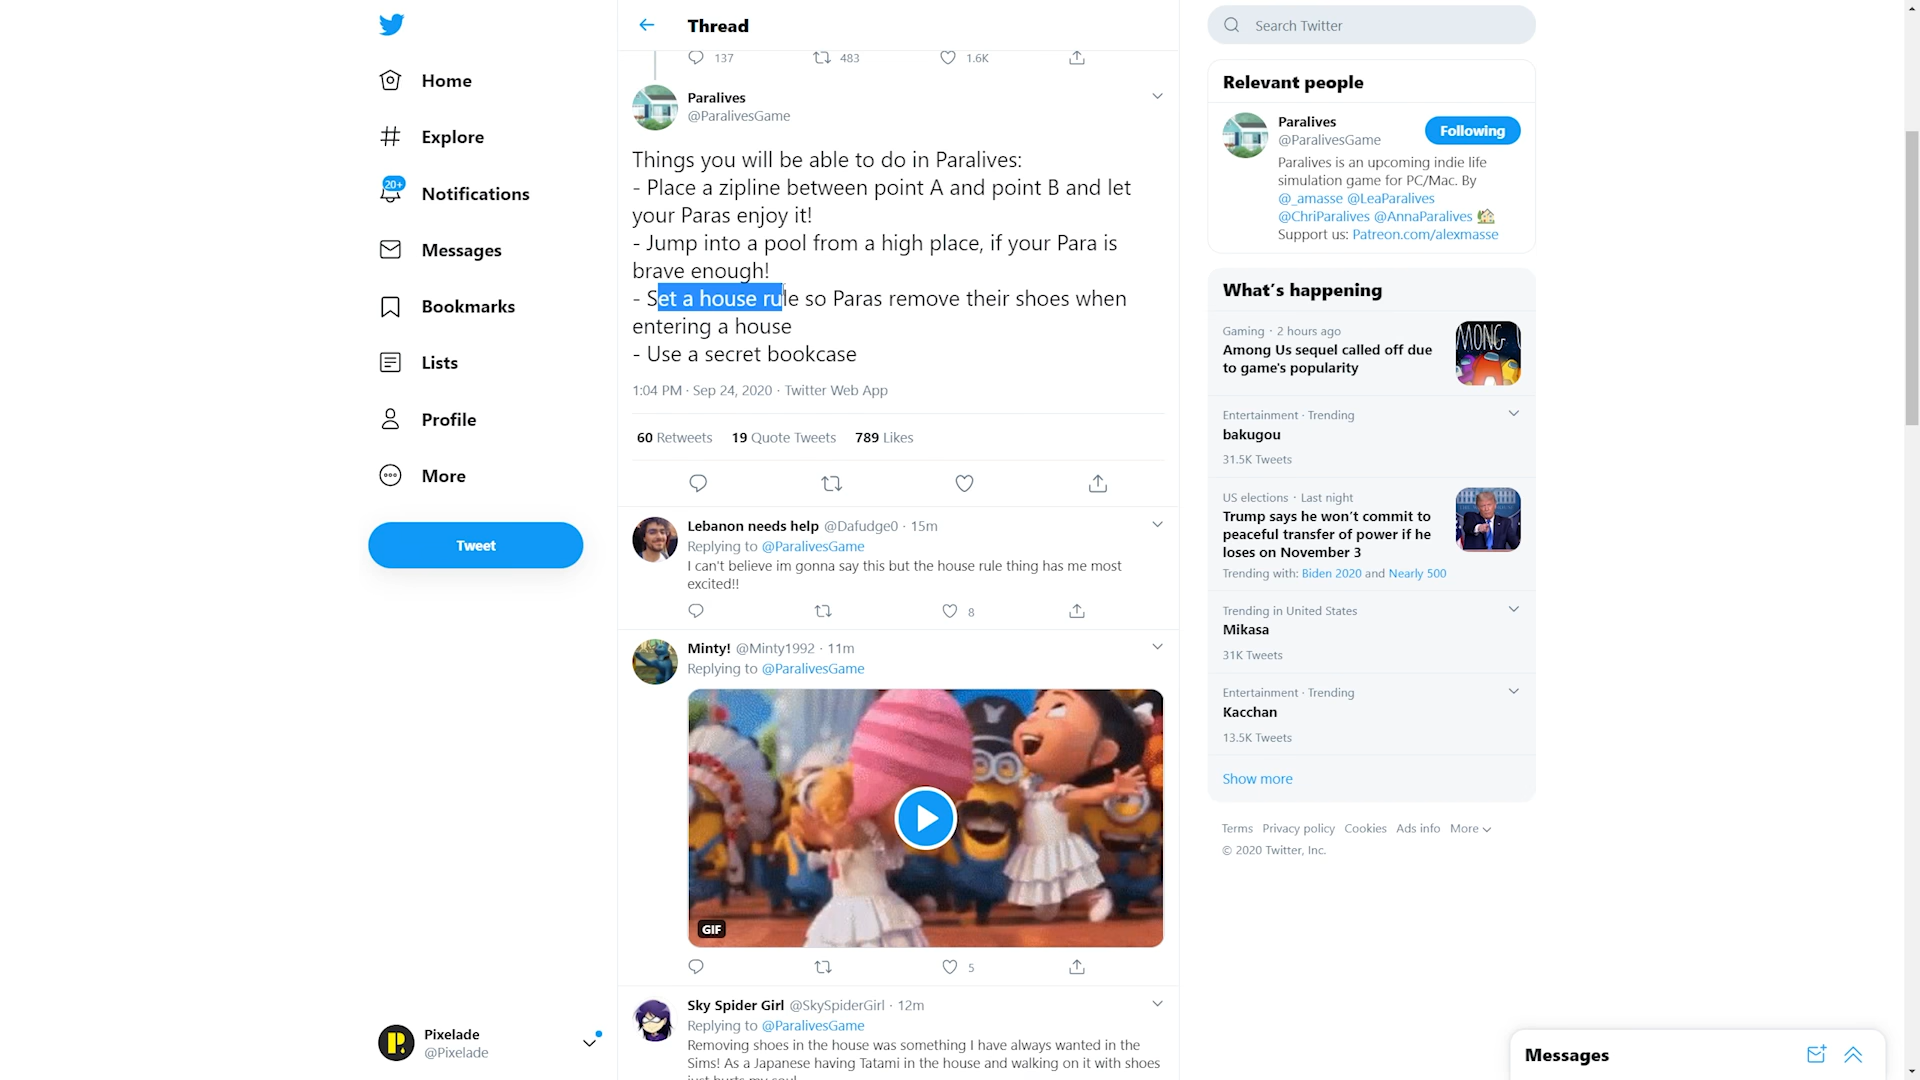 Home
Explore
20+
Notifications
Messages
Bookmarks
Lists
Profile
More
Tweet
Pixelade
@Pixelade
Thread
137 483 1.6K
Paralives
@ParalivesGame
Things you will be able to do in Paralives:
- Place a zipline between point A and point B and let
your Paras enjoy it!
- Jump into a pool from a high place, if your Para is
brave enough!
- Set a house rule so Paras remove their shoes when
entering a house
- Use a secret bookcase
1:04 PM · Sep 24, 2020 · Twitter Web App
60 Retweets 19 Quote Tweets 789 Likes
Lebanon needs help @Dafudge0 · 15m
Replying to @ParalivesGame
I can't believe im gonna say this but the house rule thing has me most
excited!!
8
Minty! @Minty1992 · 11m
Replying to @ParalivesGame
GIF
5
Sky Spider Girl @SkySpiderGirl · 12m
Replying to @ParalivesGame
Removing shoes in the house was something I have always wanted in the
Sims! As a Japanese having Tatami in the house and walking on it with shoes
just hurts my soul
Search Twitter
Relevant people
Paralives
@ParalivesGame
Following
Paralives is an upcoming indie life
simulation game for PC/Mac. By
@_amasse @LeaParalives
@ChriParalives @AnnaParalives
Support us: Patreon.com/alexmasse
What's happening
Gaming · 2 hours ago
Among Us sequel called off due
to game's popularity
Entertainment · Trending
bakugou
31.5K Tweets
US elections · Last night
Trump says he won't commit to
peaceful transfer of power if he
loses on November 3
Trending with: Biden 2020 and Nearly 500
Trending in United States
Mikasa
31K Tweets
Entertainment · Trending
Kacchan
13.5K Tweets
Show more
Terms Privacy policy Cookies Ads info More
© 2020 Twitter, Inc.
Messages